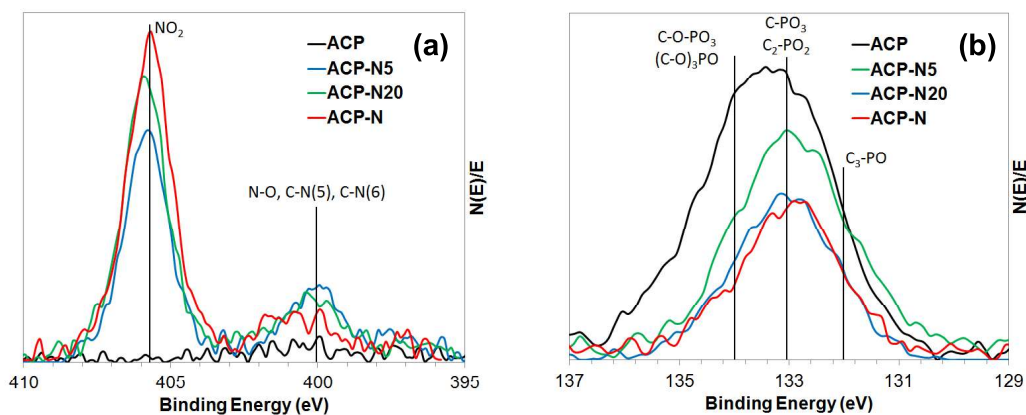 (a)
NO₂
ACP
ACP-N5
ACP-N20
ACP-N
N-O, C-N(5), C-N(6)
N(E)/E
410 405 400 395
Binding Energy (eV)
(b)
C-O-PO₃
(C-O)₃PO
C-PO₃
C₂-PO₂
ACP
ACP-N5
ACP-N20
ACP-N
C₃-PO
N(E)/E
137 135 133 131 129
Binding Energy (eV)